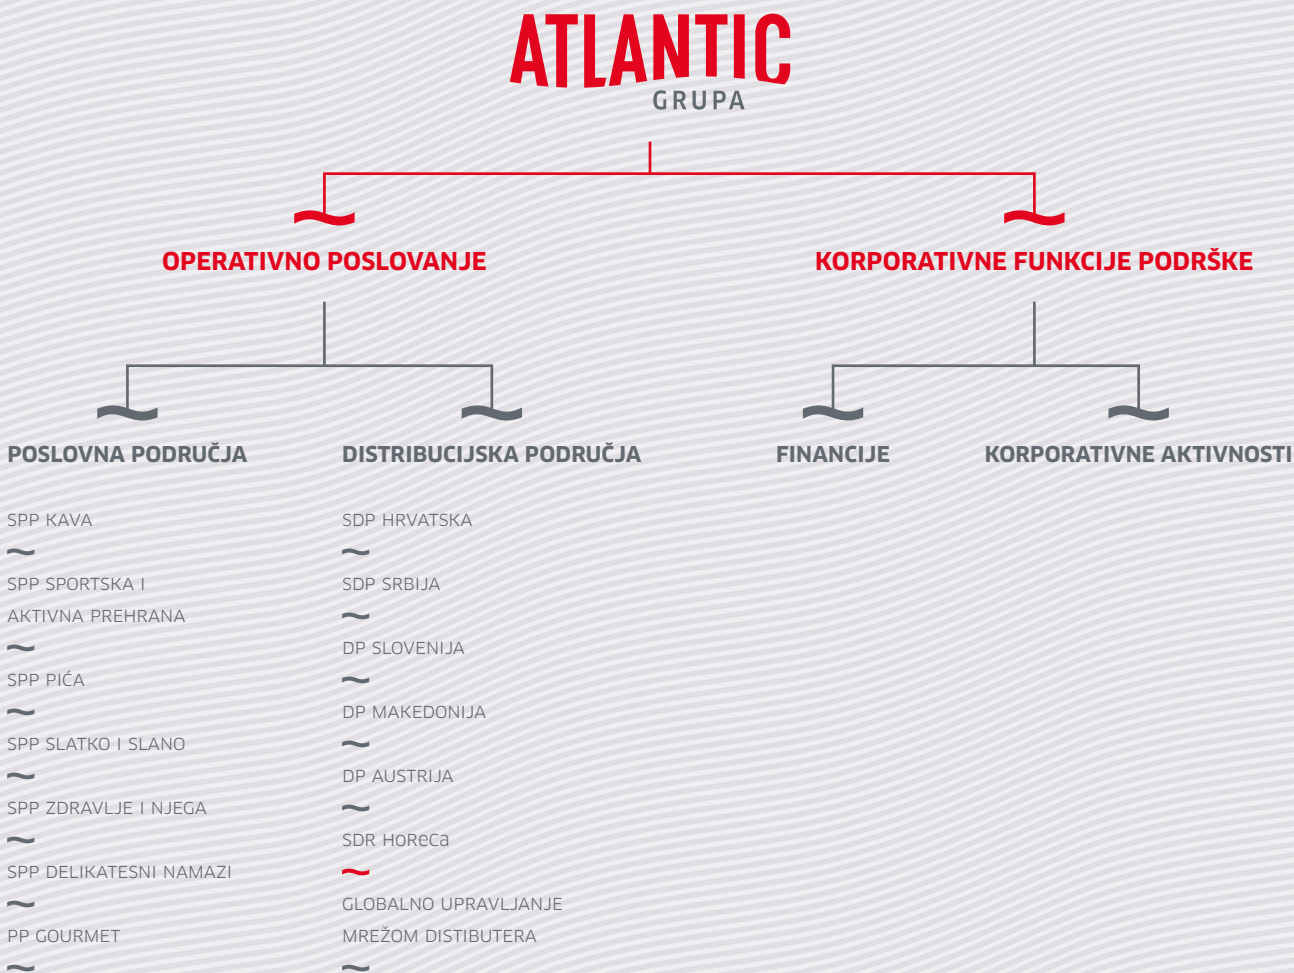 ATLANTIC
GRUPA
OPERATIVNO POSLOVANJE
KORPORATIVNE FUNKCIJE PODRŠKE
POSLOVNA PODRUČJA
DISTRIBUCIJSKA PODRUČJA
FINANCIJE
KORPORATIVNE AKTIVNOSTI
SPP KAVA
SPP SPORTSKA I
AKTIVNA PREHRANA
SPP PIĆA
SPP SLATKO I SLANO
SPP ZDRAVLJE I NJEGA
SPP DELIKATESNI NAMAZI
PP GOURMET
SDP HRVATSKA
SDP SRBIJA
DP SLOVENIJA
DP MAKEDONIJA
DP AUSTRIJA
SDR HoReCa
GLOBALNO UPRAVLJANJE
MREŽOM DISTIBUTERA